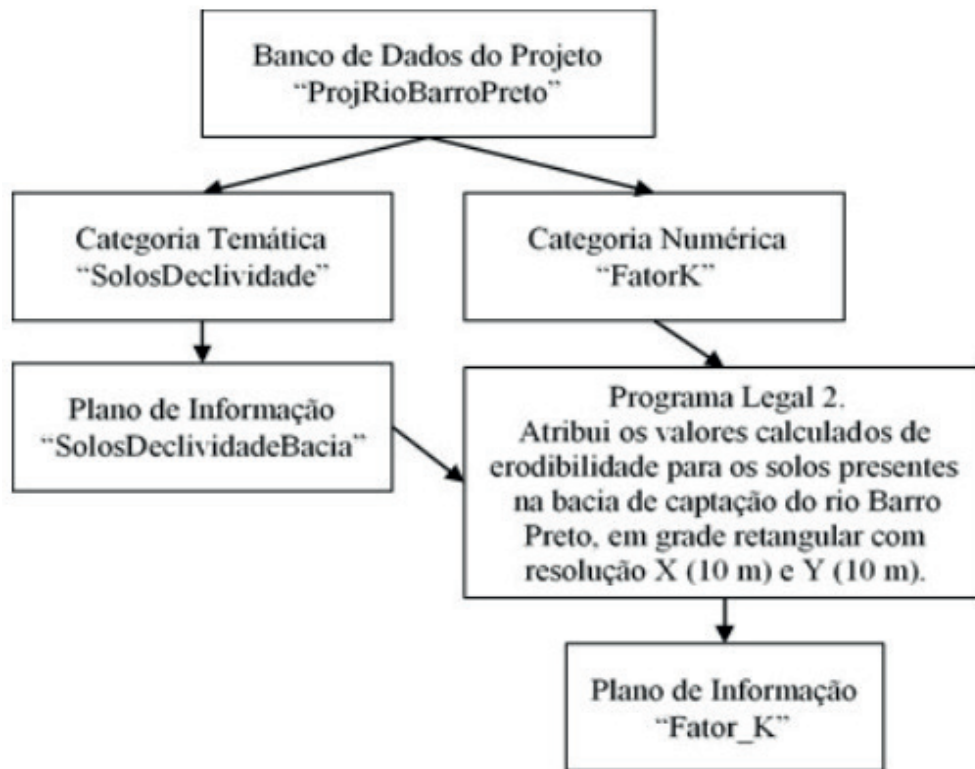 Banco de Dados do Projeto
“ProjRioBarroPreto”
Categoria Temática
“SolosDeclividade”
Categoria Numérica
“FatorK”
Plano de Informação
“SolosDeclividadeBacia”
Programa Legal 2.
Atribui os valores calculados de
erodibilidade para os solos presentes
na bacia de captação do rio Barro
Preto, em grade retangular com
resolução X (10 m) e Y (10 m).
Plano de Informação
“Fator_K”